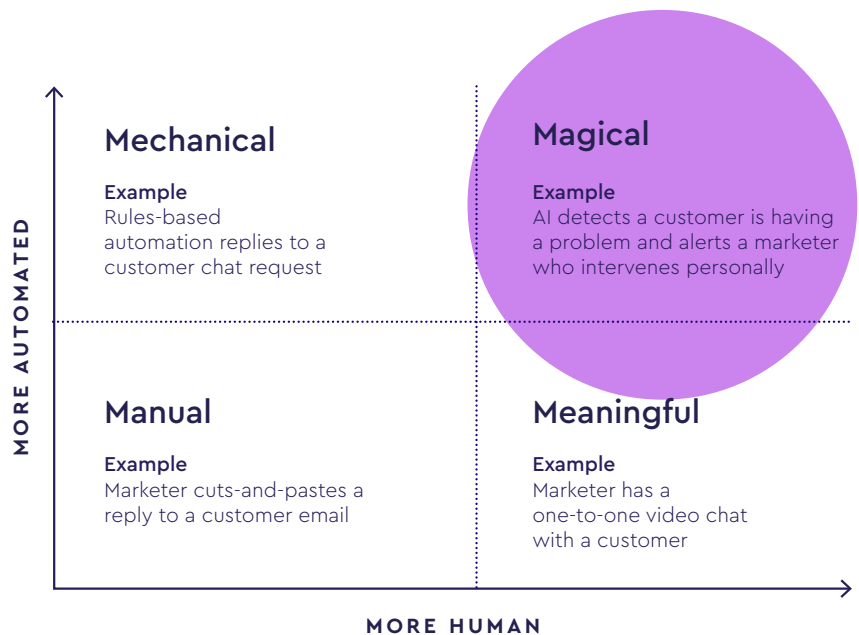 MORE AUTOMATED
Mechanical
Example
Rules-based
automation replies to a
customer chat request
Magical
Example
AI detects a customer is having
a problem and alerts a marketer
who intervenes personally
Manual
Example
Marketer cuts-and-pastes a
reply to a customer email
Meaningful
Example
Marketer has a
one-to-one video chat
with a customer
MORE HUMAN